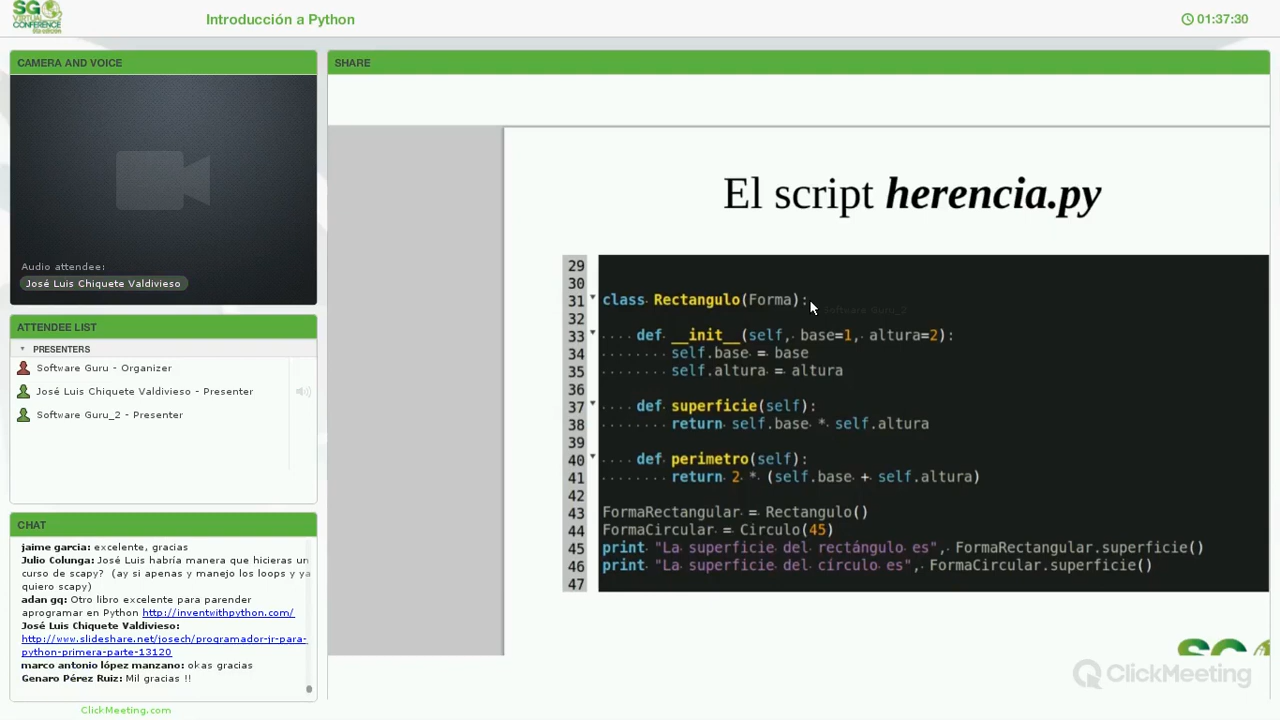 SG
VIRTUAL
CONFERENCE
Introducción a Python
01:37:30
CAMERA AND VOICE
Audio attendee:
José Luis Chiquete Valdivieso
ATTENDEE LIST
PRESENTERS
Software Guru - Organizer
José Luis Chiquete Valdivieso - Presenter
Software Guru_2 - Presenter
CHAT
jaime garcia: excelente, gracias
Julio Colunga: José Luis habría manera que hicieras un
curso de scapy? (ay si apenas y manejo los loops y ya
quiero scapy)
adan gq: Otro libro excelente para parender
aprogramar en Python http://inventwithpython.com/
José Luis Chiquete Valdivieso:
http://www.slideshare.net/josech/programador-jr-para-
python-primera-parte-13120
marco antonio lópez manzano: okas gracias
Genaro Pérez Ruiz: Mil gracias !!
ClickMeeting.com
SHARE
El script herencia.py
29
30
31 class Rectangulo(Forma):
Software Guru_2
32
33 def __init__(self, base=1, altura=2):
34 self.base = base
35 self.altura = altura
36
37 def superficie(self):
38 return self.base * self.altura
39
40 def perimetro(self):
41 return 2 * (self.base + self.altura)
42
43 FormaRectangular = Rectangulo()
44 FormaCircular = Circulo(45)
45 print "La superficie del rectángulo es", FormaRectangular.superficie()
46 print "La superficie del círculo es", FormaCircular.superficie()
47
SG
ClickMeeting